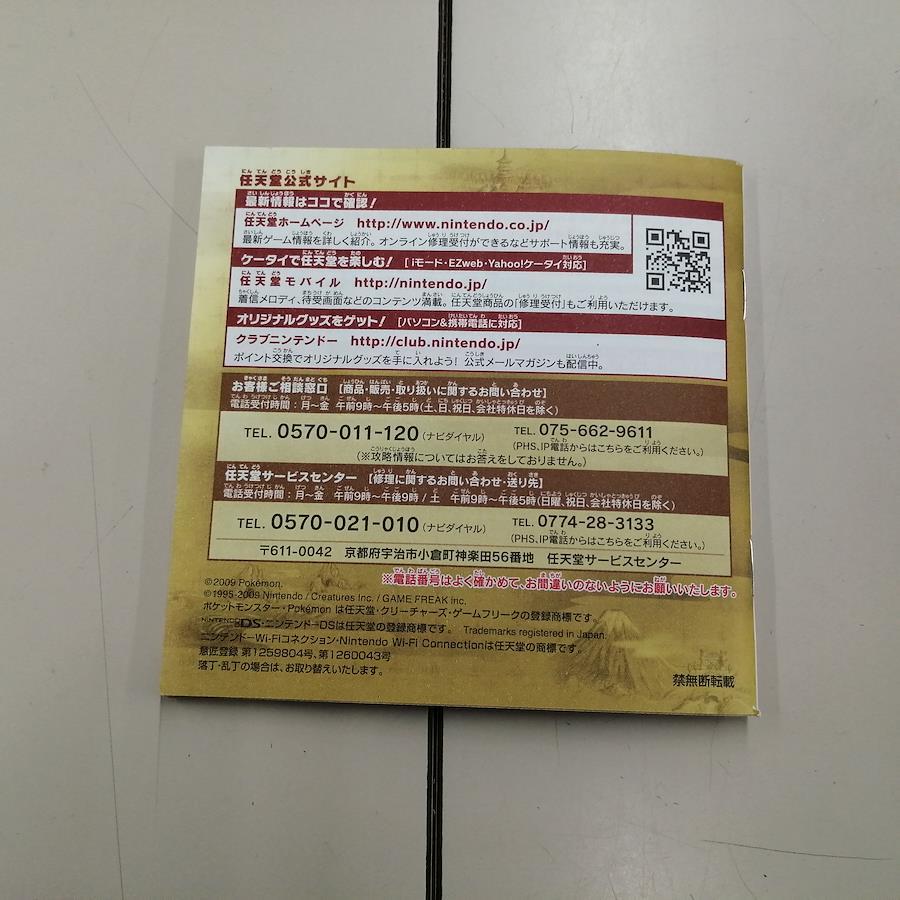 任天堂公式サイト
最新情報はココで確認!
任天堂ホームページ http://www.nintendo.co.jp/
最新ゲーム情報を詳しく紹介。オンライン修理受付ができるなどサポート情報も充実。
ケータイで任天堂を楽しむ! [iモード・EZweb・Yahoo!ケータイ対応]
任天堂モバイル http://nintendo.jp/
着信メロディ、待受画面などのコンテンツ満載。任天堂商品の「修理受付」もご利用いただけます。
オリジナルグッズをゲット! [パソコン&携帯電話に対応]
クラブニンテンドー http://club.nintendo.jp/
ポイント交換でオリジナルグッズを手に入れよう! 公式メールマガジンも配信中。
お客様ご相談窓口 [商品・販売・取り扱いに関するお問い合わせ]
電話受付時間:月〜金 午前9時〜午後5時(土、日、祝日、会社特休日を除く)
TEL. 0570-011-120 (ナビダイヤル) TEL. 075-662-9611
(PHS、IP電話からはこちらをご利用ください。)
(※攻略情報についてはお答えをしておりません。)
任天堂サービスセンター [修理に関するお問い合わせ・送り先]
電話受付時間:月〜金 午前9時〜午後9時/土 午前9時〜午後5時(日曜、祝日、会社特休日を除く)
TEL. 0570-021-010 (ナビダイヤル) TEL. 0774-28-3133
(PHS、IP電話からはこちらをご利用ください。)
〒611-0042 京都府宇治市小倉町神楽田56番地 任天堂サービスセンター
※電話番号はよく確かめて、お間違いのないようにお願いいたします。
©2009 Pokémon.
©1995-2009 Nintendo / Creatures Inc. / GAME FREAK inc.
ポケットモンスター・Pokémon は任天堂・クリーチャーズ・ゲームフリークの登録商標です。
NINTENDO DS・ニンテンドーDSは任天堂の登録商標です。 Trademarks registered in Japan.
ニンテンドーWi-Fiコネクション・Nintendo Wi-Fi Connectionは任天堂の商標です。
意匠登録 第1259804号、第1260043号
落丁・乱丁の場合は、お取り替えいたします。
禁無断転載